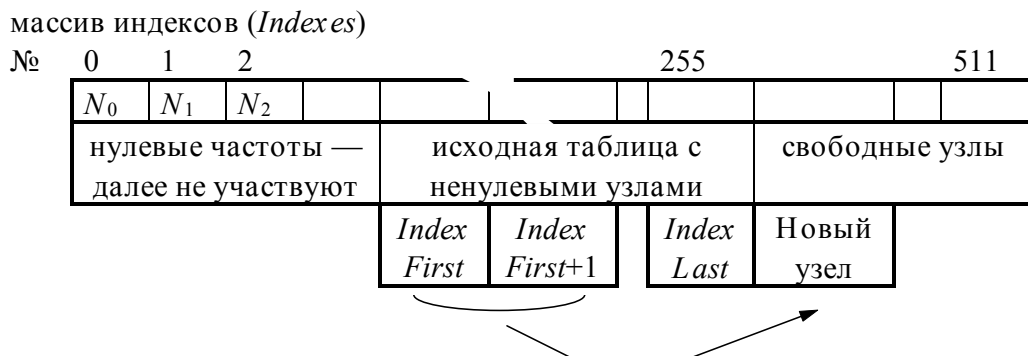 массив индексов (Indexes)
№ 0 1 2 255 511
N0 N1 N2
нулевые частоты — исходная таблица с свободные узлы
далее не участвуют ненулевыми узлами
Index Index Index Новый
First First+1 Last узел